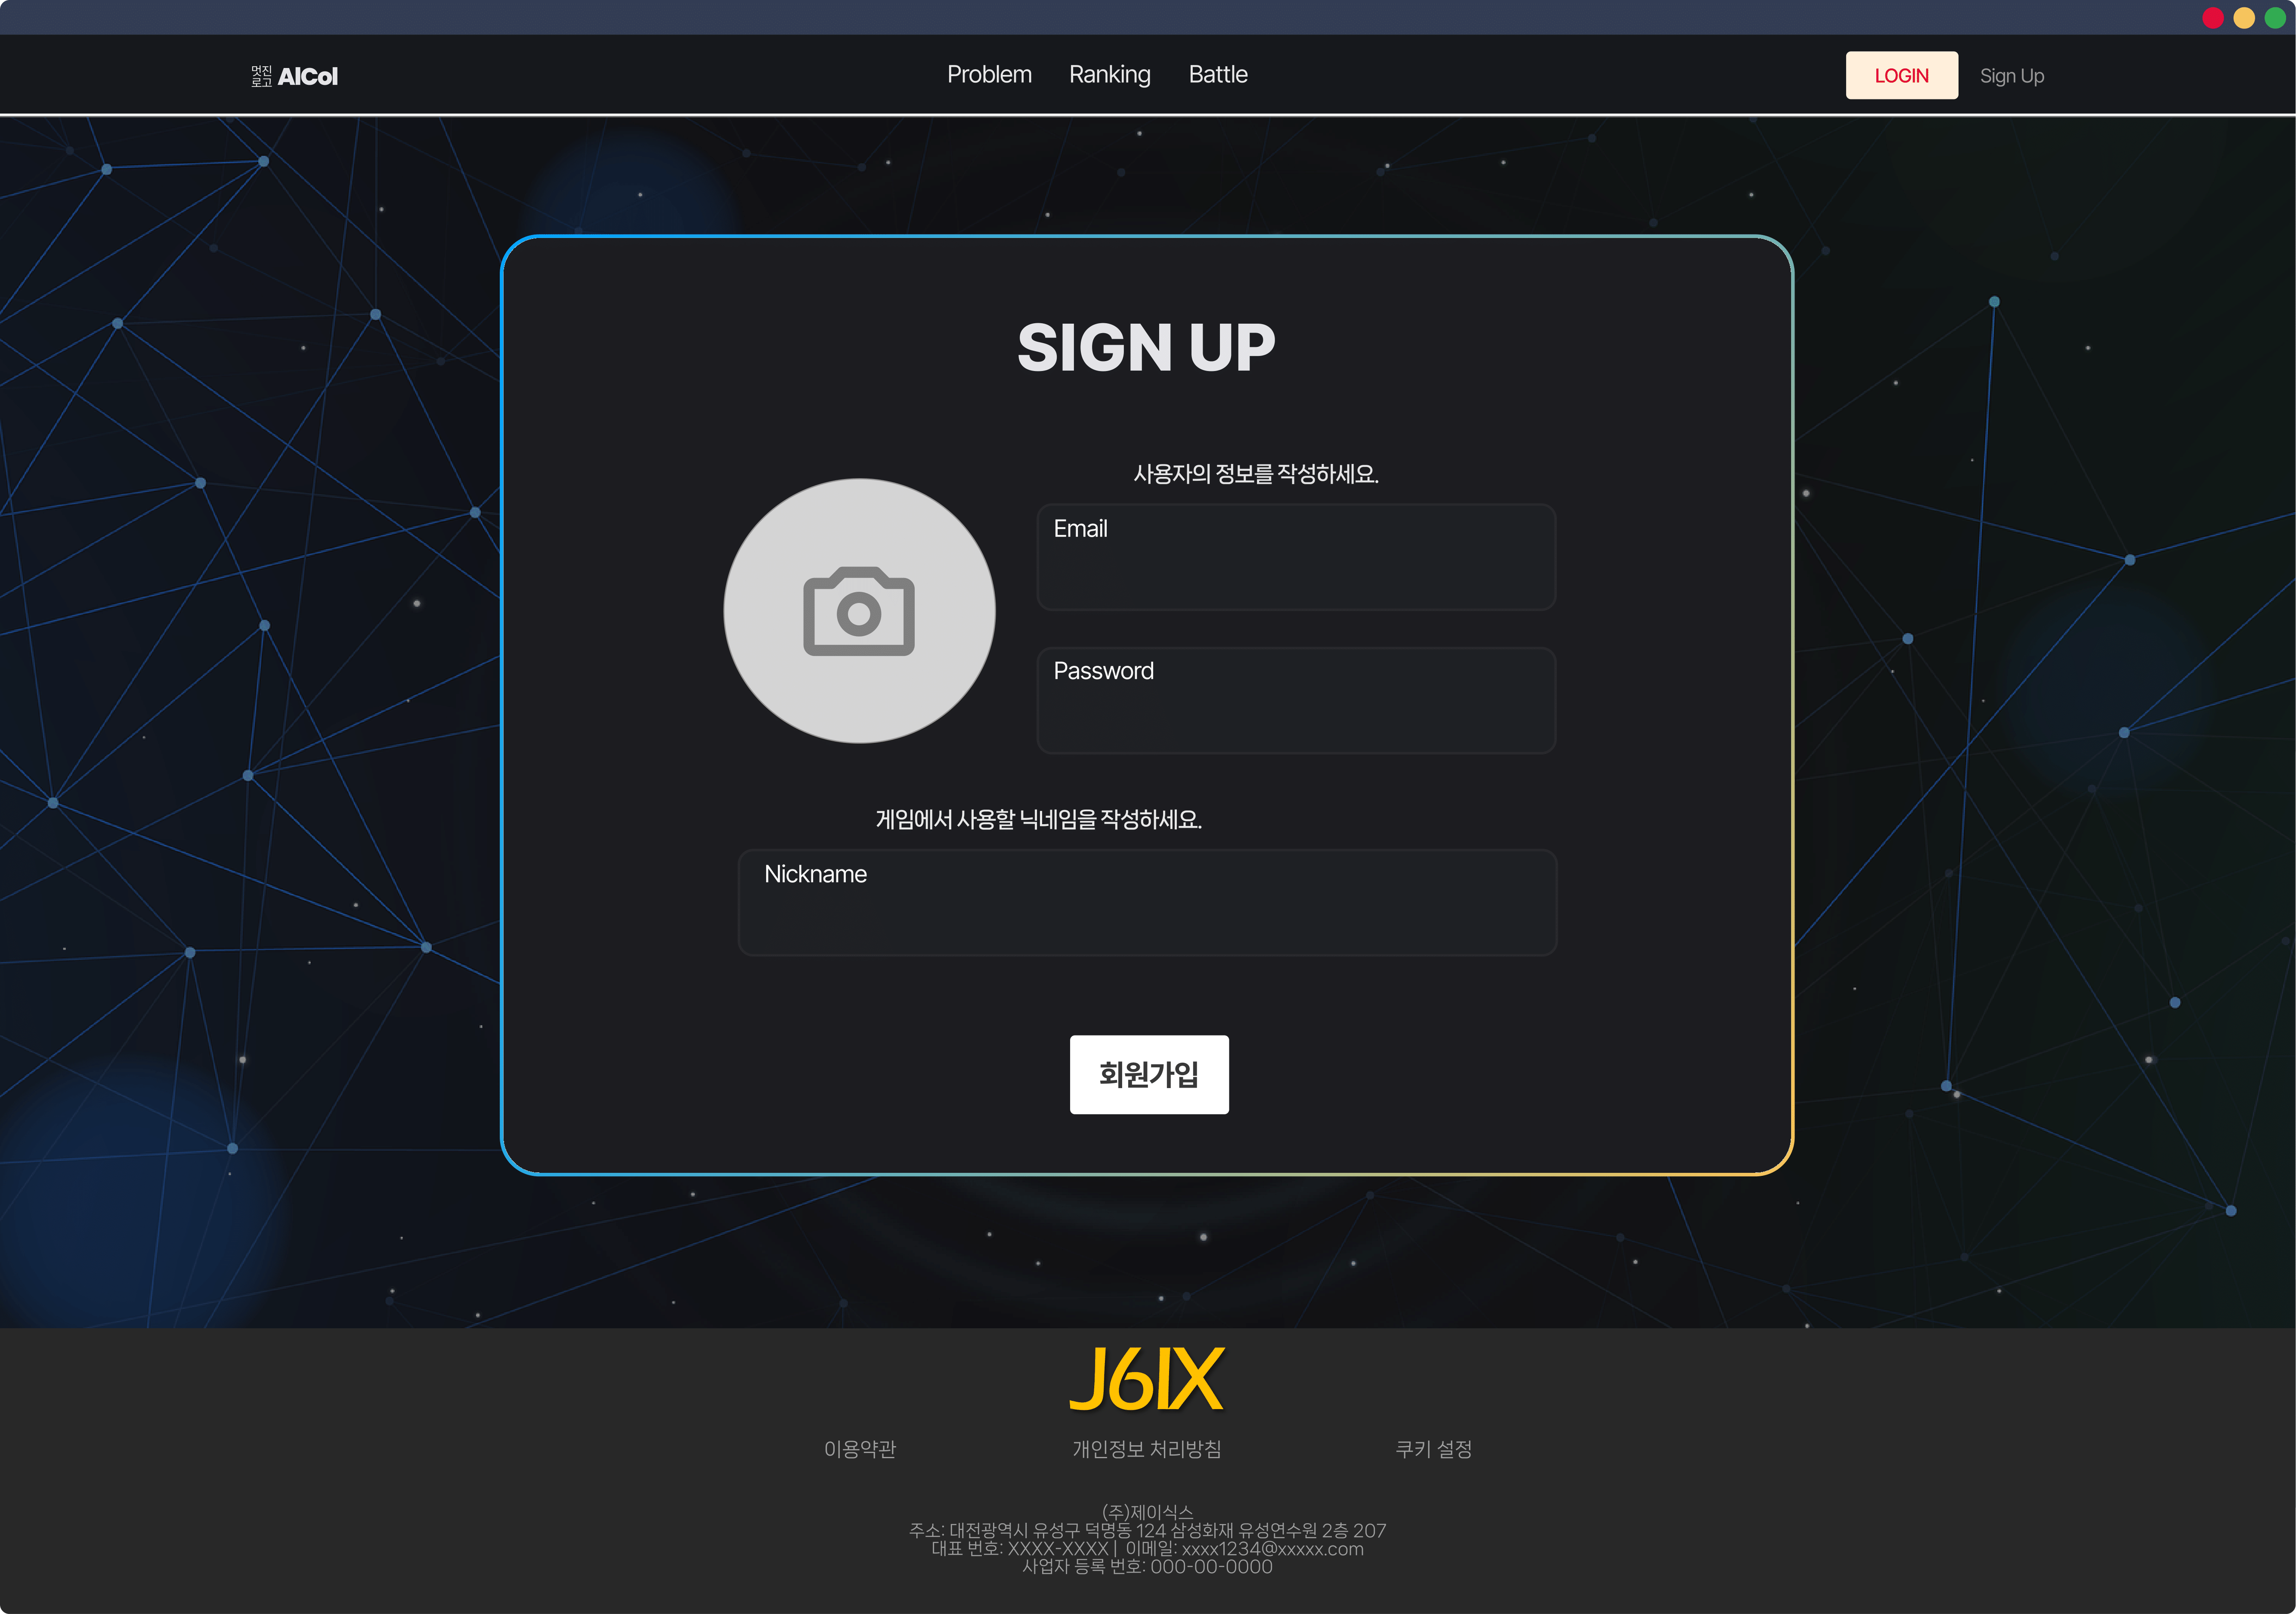 멋진
로고 AlCol
Problem Ranking Battle
LOGIN Sign Up
SIGN UP
사용자의 정보를 작성하세요.
Email
Password
게임에서 사용할 닉네임을 작성하세요.
Nickname
회원가입
J6IX
이용약관 개인정보 처리방침 쿠키 설정
(주)제이식스
주소: 대전광역시 유성구 덕명동 124 삼성화재 유성연수원 2층 207
대표 번호: XXXX-XXXX | 이메일: xxxx1234@xxxxx.com
사업자 등록 번호: 000-00-0000